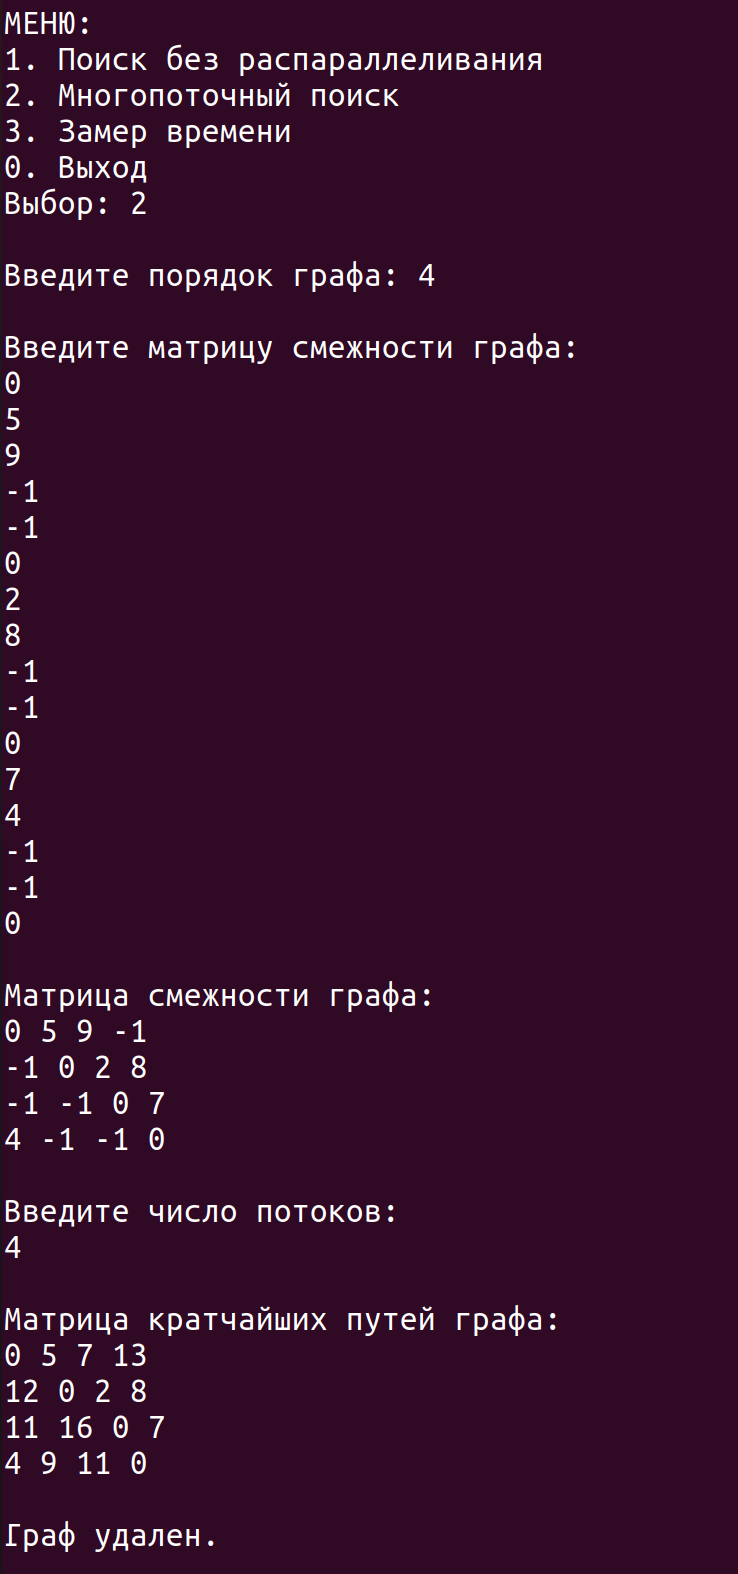 МЕНЮ:
1. Поиск без распараллеливания
2. Многопоточный поиск
3. Замер времени
0. Выход
Выбор: 2
Введите порядок графа: 4
Введите матрицу смежности графа:
0
5
9
-1
-1
0
2
8
-1
-1
0
7
4
-1
-1
0
Матрица смежности графа:
0 5 9 -1
-1 0 2 8
-1 -1 0 7
4 -1 -1 0
Введите число потоков:
4
Матрица кратчайших путей графа:
0 5 7 13
12 0 2 8
11 16 0 7
4 9 11 0
Граф удален.